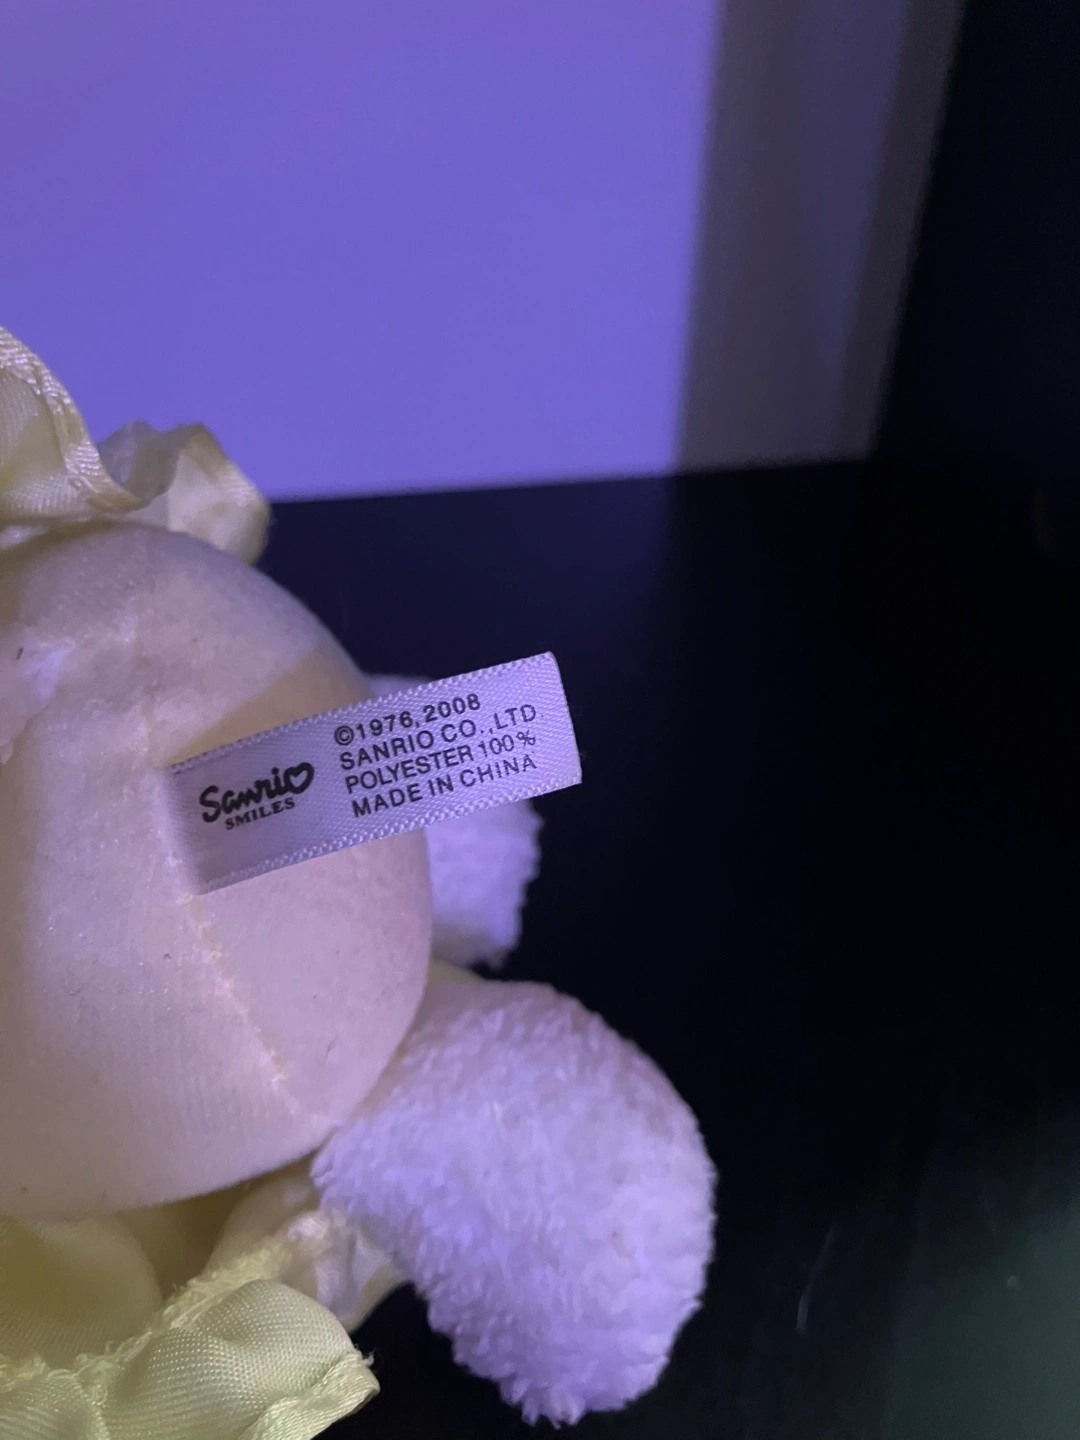 Sanrio
SMILES
©1976,2008
SANRIO CO.,LTD.
POLYESTER 100%
MADE IN CHINA